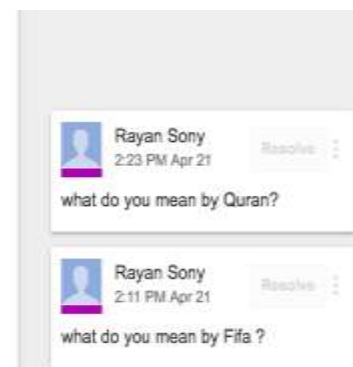 Rayan Sony
Resolve
2:23 PM Apr 21
what do you mean by Quran?
Rayan Sony
Resolve
2:11 PM Apr 21
what do you mean by Fifa ?